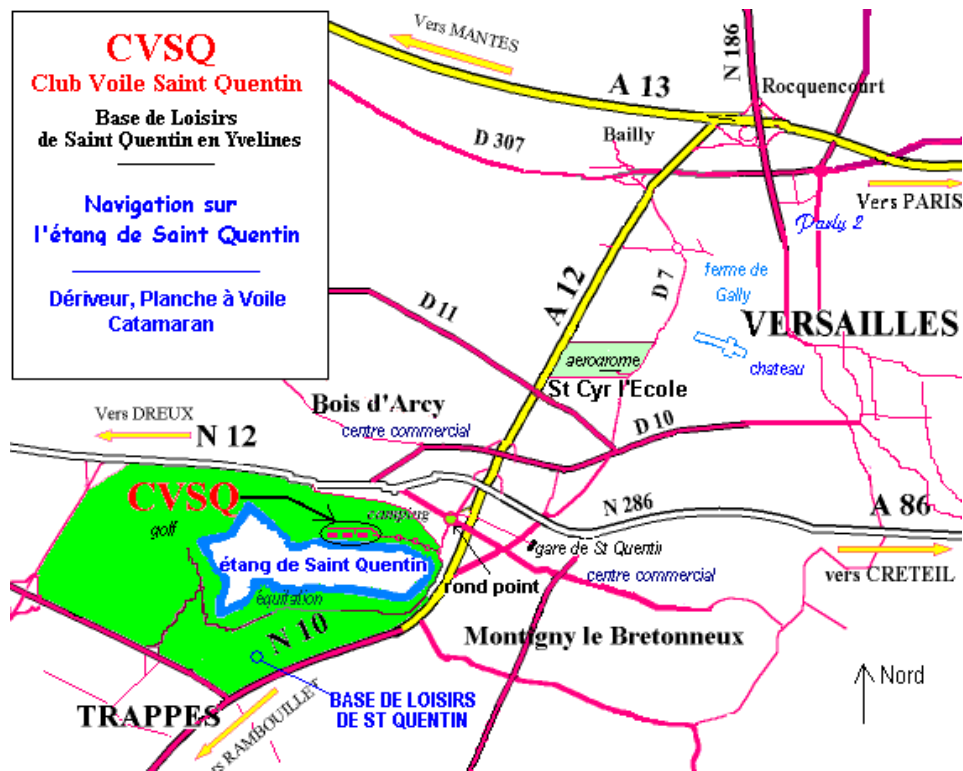 CVSQ
Club Voile Saint Quentin
Base de Loisirs
de Saint Quentin en Yvelines
Navigation sur
l'étang de Saint Quentin
Dériveur, Planche à Voile
Catamaran
Vers MANTES
A 13
N 186
Rocquencourt
Bailly
D 307
Vers PARIS
Parly 2
D 7
ferme de
Gally
A 12
D 11
VERSAILLES
aerodrome
chateau
St Cyr l'Ecole
Bois d'Arcy
Vers DREUX
N 12
centre commercial
D 10
CVSQ
camping
golf
N 286
A 86
gare de St Quentin
étang de Saint Quentin
rond point
centre commercial
vers CRETEIL
équitation
N 10
Montigny le Bretonneux
Nord
BASE DE LOISIRS
DE ST QUENTIN
TRAPPES
RAMBOUILLET